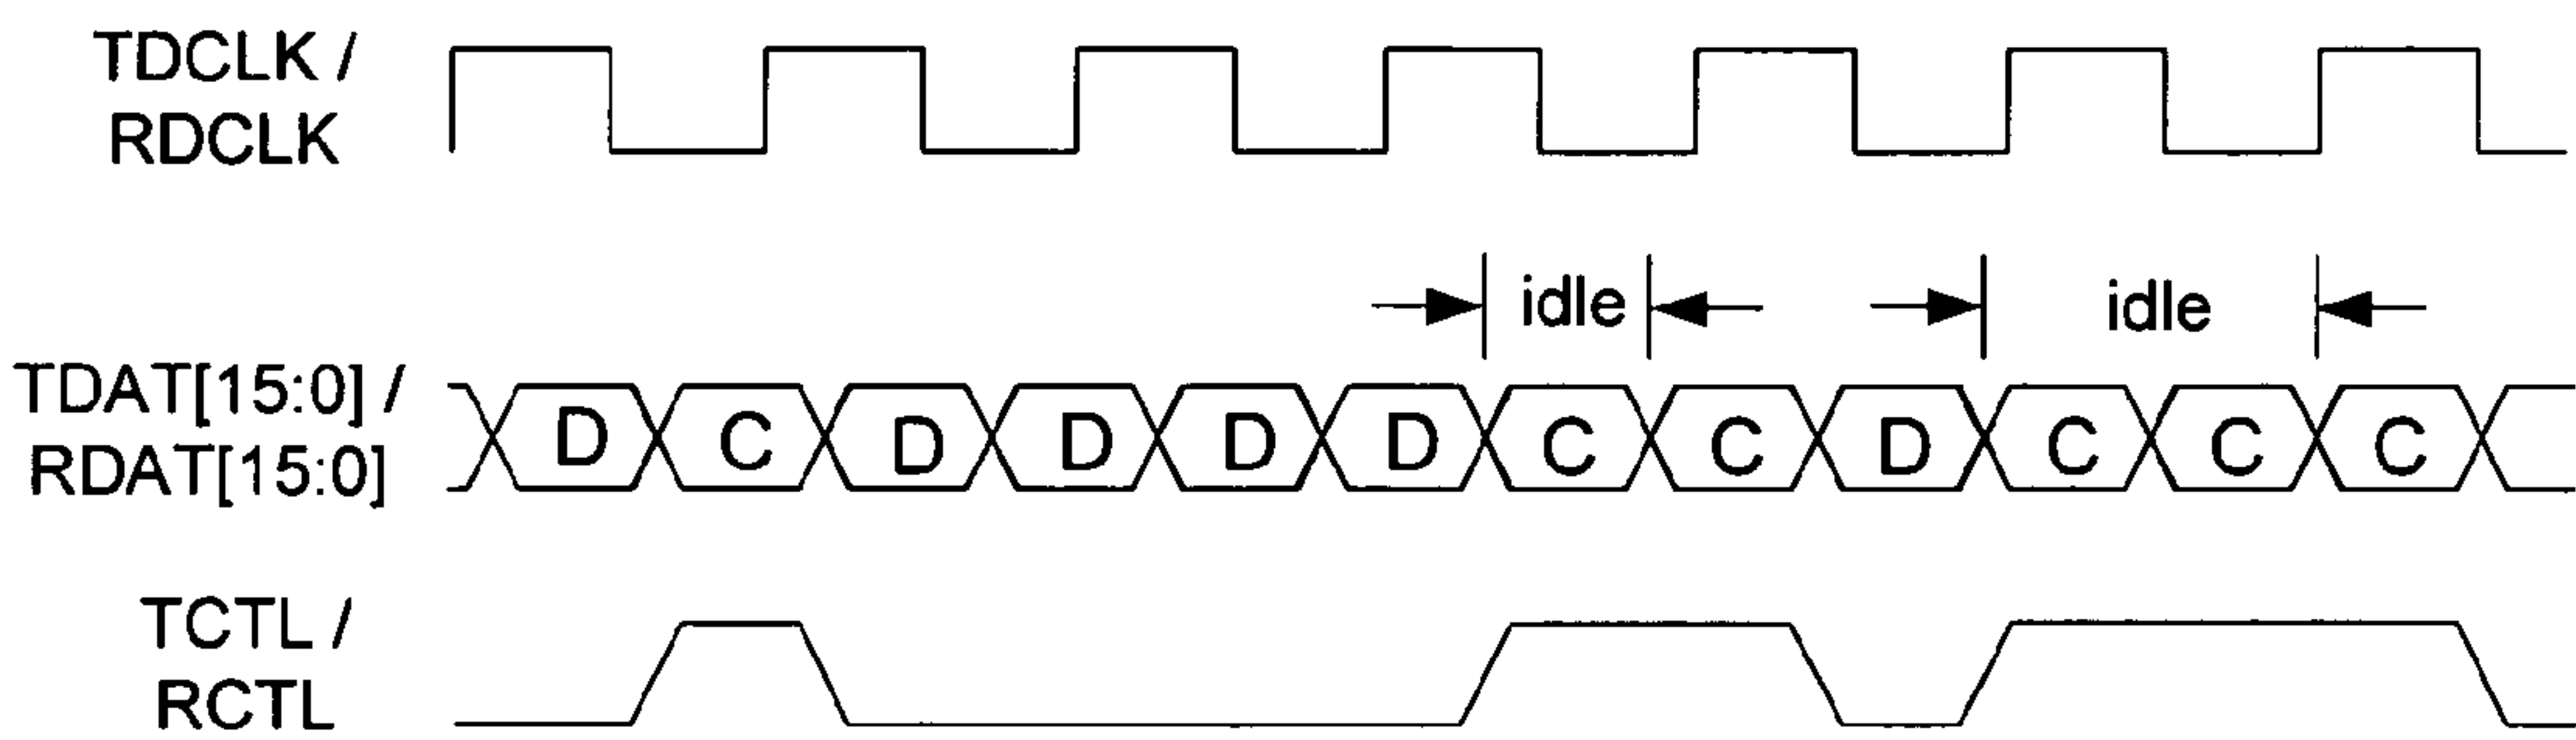 TDCLK /
RDCLK
idle idle
TDAT[15:0] /
RDAT[15:0]
D C D D D D C C D C C C
TCTL /
RCTL